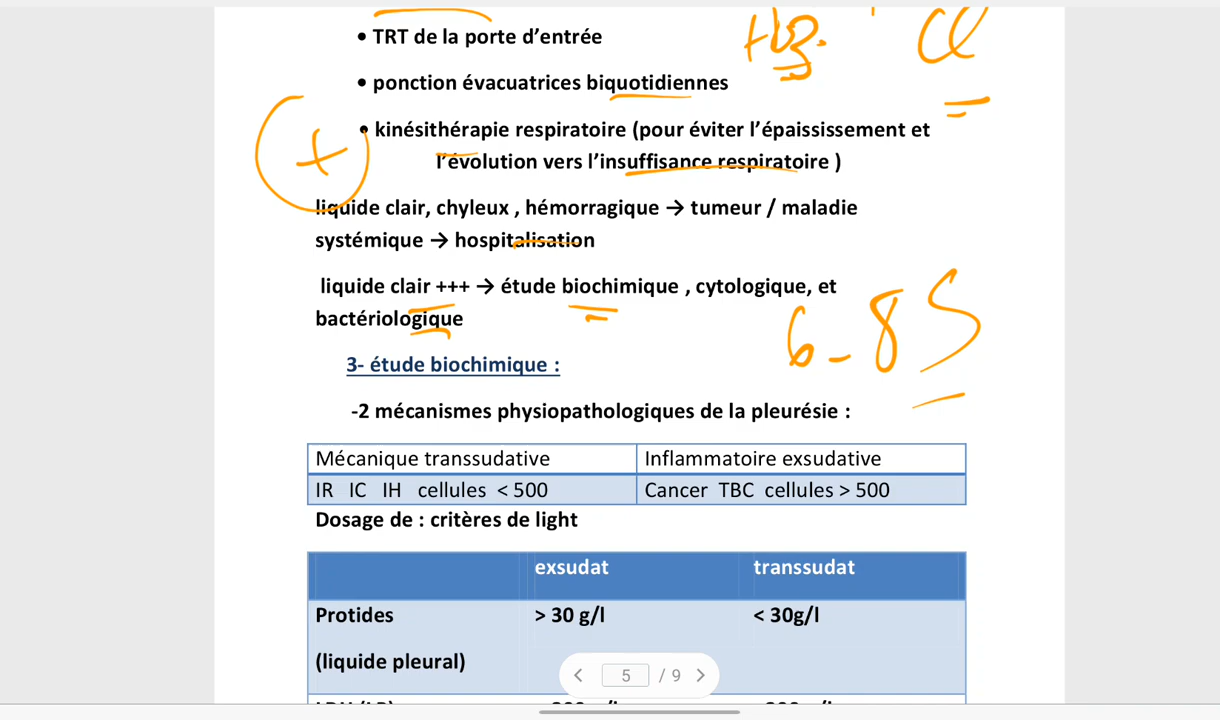 • TRT de la porte d'entrée
• ponction évacuatrices biquotidiennes
• kinésithérapie respiratoire (pour éviter l'épaississement et
l'évolution vers l'insuffisance respiratoire )
liquide clair, chyleux , hémorragique → tumeur / maladie
systémique → hospitalisation
liquide clair +++ → étude biochimique , cytologique, et
bactériologique
6-8S
3- étude biochimique :
-2 mécanismes physiopathologiques de la pleurésie :
Mécanique transsudative Inflammatoire exsudative
IR IC IH cellules < 500 Cancer TBC cellules > 500
Dosage de : critères de light
exsudat transsudat
Protides > 30 g/l < 30g/l
(liquide pleural)
5 / 9